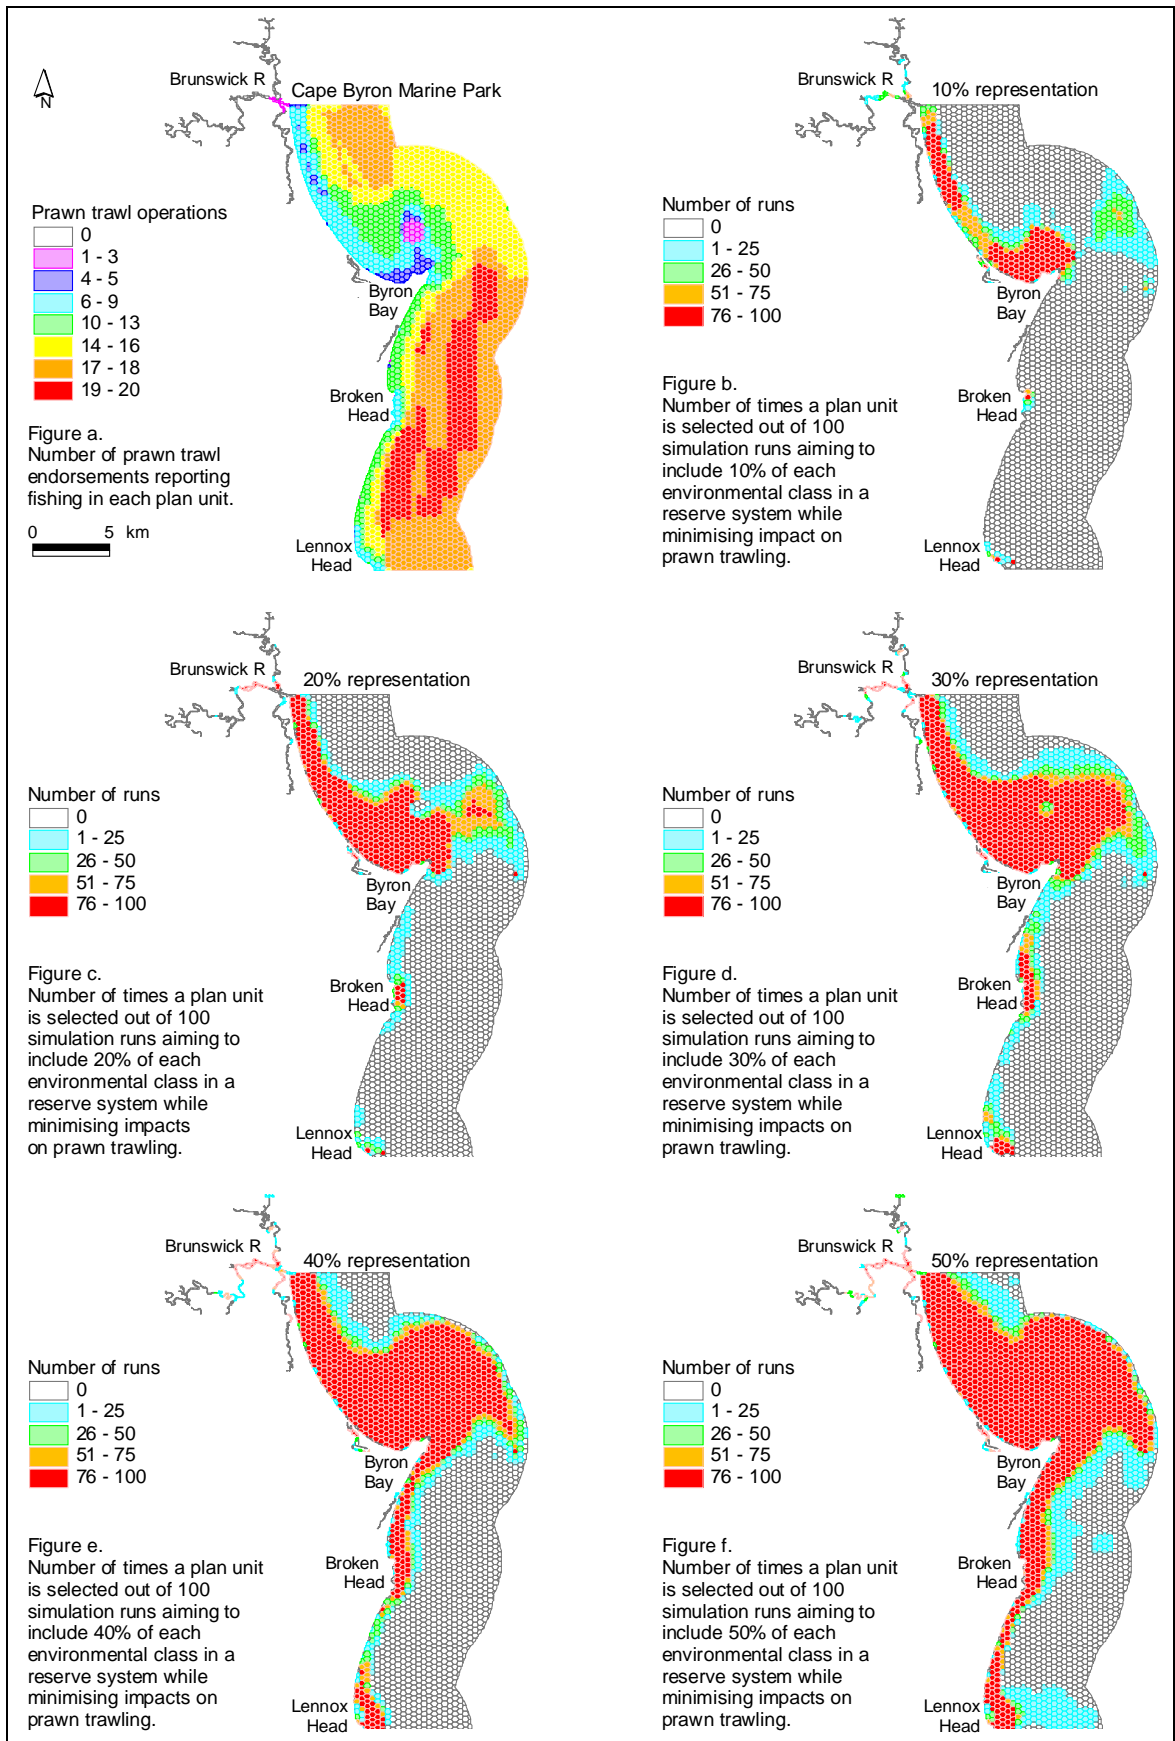 Brunswick R
N
Cape Byron Marine Park
Prawn trawl operations
0
1 - 3
4 - 5
6 - 9
10 - 13
14 - 16
17 - 18
19 - 20
Byron
Bay
Broken
Head
Lennox
Head
Figure a.
Number of prawn trawl
endorsements reporting
fishing in each plan unit.
0 5 km
Brunswick R
10% representation
Number of runs
0
1 - 25
26 - 50
51 - 75
76 - 100
Byron
Bay
Broken
Head
Lennox
Head
Figure b.
Number of times a plan unit
is selected out of 100
simulation runs aiming to
include 10% of each
environmental class in a
reserve system while
minimising impact on
prawn trawling.
Brunswick R
20% representation
Number of runs
0
1 - 25
26 - 50
51 - 75
76 - 100
Byron
Bay
Broken
Head
Lennox
Head
Figure c.
Number of times a plan unit
is selected out of 100
simulation runs aiming to
include 20% of each
environmental class in a
reserve system while
minimising impacts
on prawn trawling.
Brunswick R
30% representation
Number of runs
0
1 - 25
26 - 50
51 - 75
76 - 100
Byron
Bay
Broken
Head
Lennox
Head
Figure d.
Number of times a plan unit
is selected out of 100
simulation runs aiming to
include 30% of each
environmental class in a
reserve system while
minimising impacts on
prawn trawling.
Brunswick R
40% representation
Number of runs
0
1 - 25
26 - 50
51 - 75
76 - 100
Byron
Bay
Broken
Head
Lennox
Head
Figure e.
Number of times a plan unit
is selected out of 100
simulation runs aiming to
include 40% of each
environmental class in a
reserve system while
minimising impacts on
prawn trawling.
Brunswick R
50% representation
Number of runs
0
1 - 25
26 - 50
51 - 75
76 - 100
Byron
Bay
Broken
Head
Lennox
Head
Figure f.
Number of times a plan unit
is selected out of 100
simulation runs aiming to
include 50% of each
environmental class in a
reserve system while
minimising impacts on
prawn trawling.